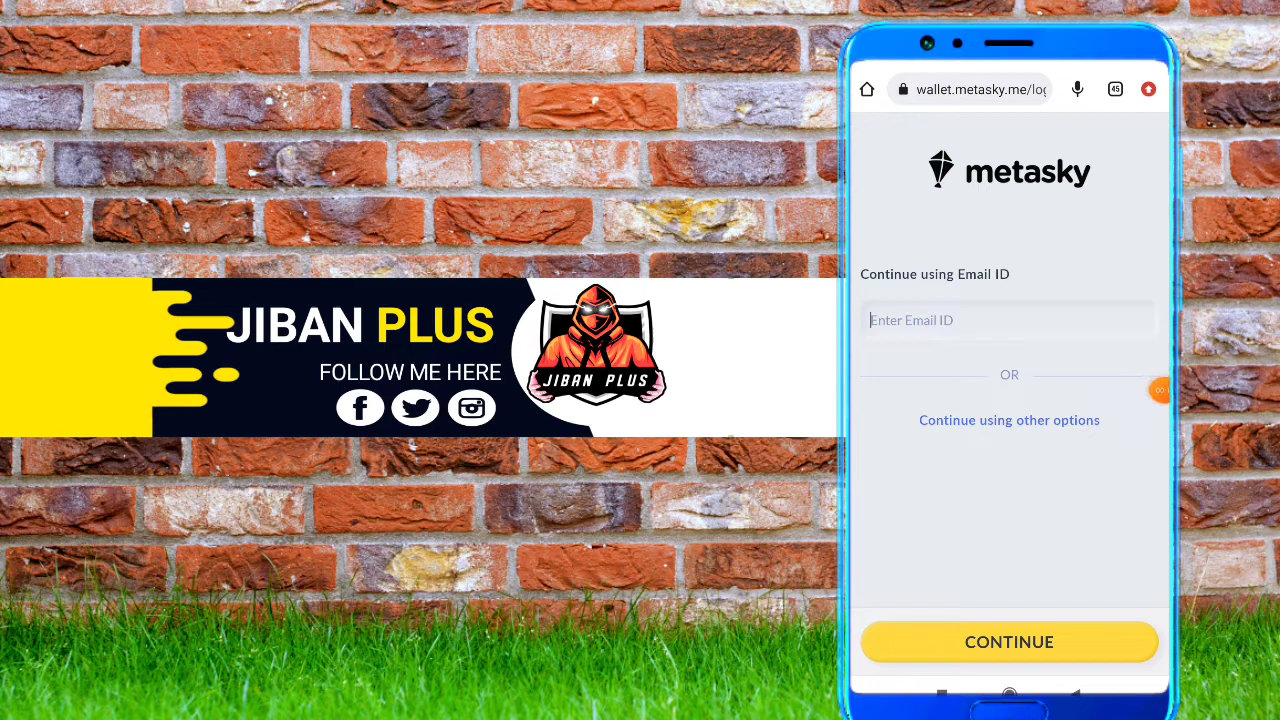 JIBAN PLUS
FOLLOW ME HERE
JIBAN PLUS
wallet.metasky.me/log
45
metasky
Continue using Email ID
Enter Email ID
OR
Continue using other options
CONTINUE